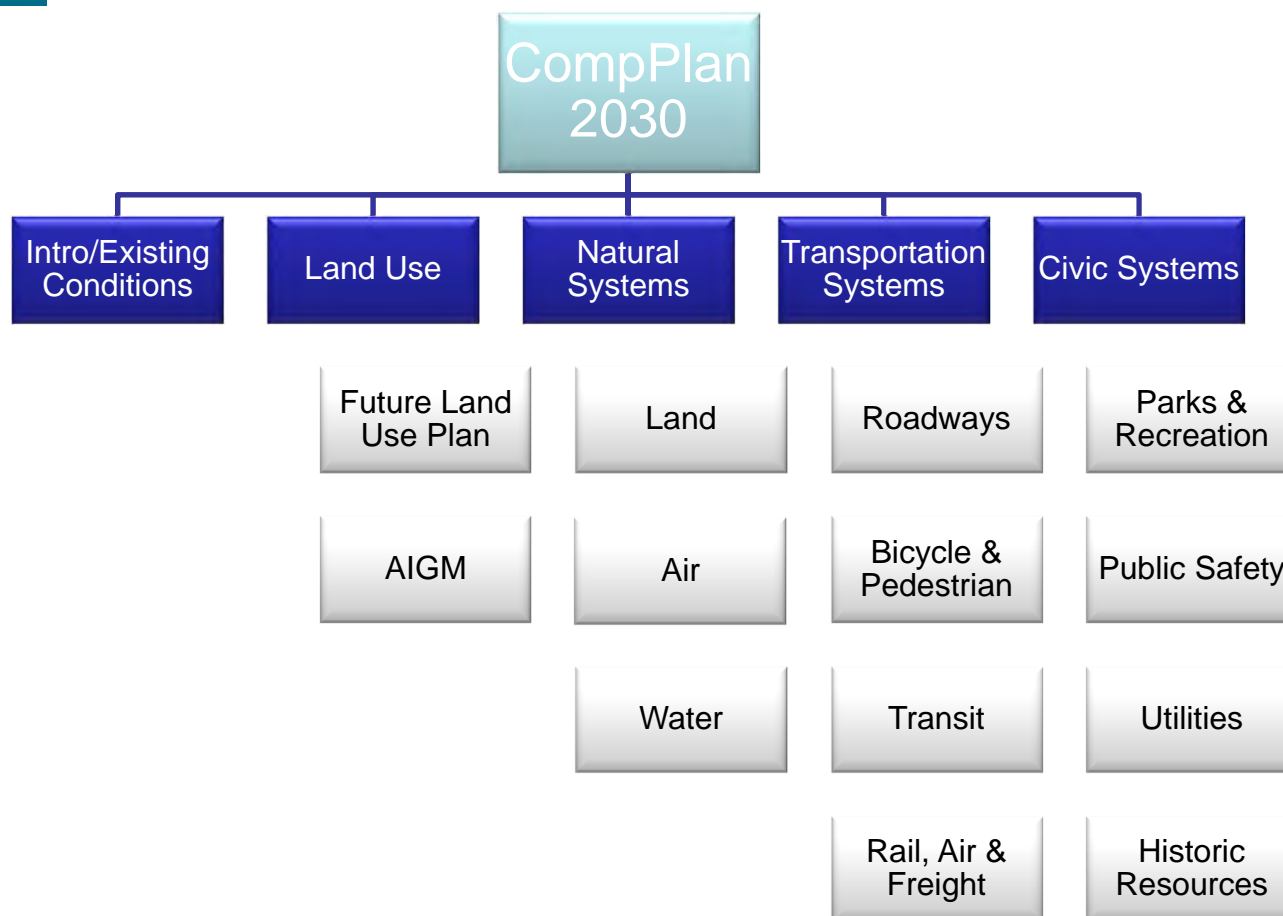 CompPlan
2030
Intro/Existing
Conditions
Land Use
Natural
Systems
Transportation
Systems
Civic Systems
Future Land
Use Plan
Land
Roadways
Parks &
Recreation
AIGM
Air
Bicycle &
Pedestrian
Public Safety
Water
Transit
Utilities
Rail, Air &
Freight
Historic
Resources